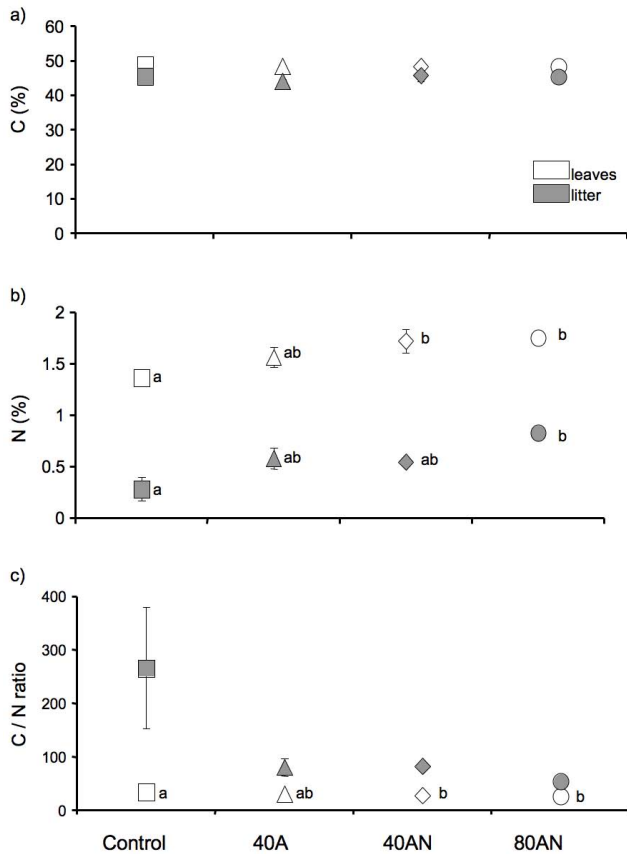 a)
60
50
40
30
20
10
0
C (%)
leaves
litter
b)
2
1.5
1
0.5
0
N (%)
a
ab
b
b
a
ab
ab
b
c)
400
300
200
100
0
C / N ratio
a
ab
b
b
Control 40A 40AN 80AN